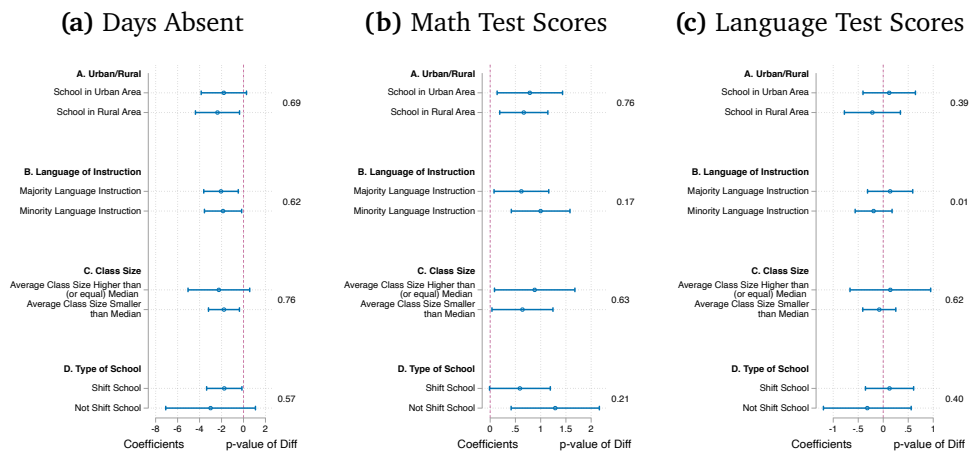 (a) Days Absent
A. Urban/Rural
School in Urban Area
School in Rural Area
0.69
B. Language of Instruction
Majority Language Instruction
Minority Language Instruction
0.62
C. Class Size
Average Class Size Higher than
(or equal) Median
Average Class Size Smaller
than Median
0.76
D. Type of School
Shift School
Not Shift School
0.57
-8 -6 -4 -2 0 2
Coefficients p-value of Diff
(b) Math Test Scores
A. Urban/Rural
School in Urban Area
School in Rural Area
0.76
B. Language of Instruction
Majority Language Instruction
Minority Language Instruction
0.17
C. Class Size
Average Class Size Higher than
(or equal) Median
Average Class Size Smaller
than Median
0.63
D. Type of School
Shift School
Not Shift School
0.21
0 .5 1 1.5 2
Coefficients p-value of Diff
(c) Language Test Scores
A. Urban/Rural
School in Urban Area
School in Rural Area
0.39
B. Language of Instruction
Majority Language Instruction
Minority Language Instruction
0.01
C. Class Size
Average Class Size Higher than
(or equal) Median
Average Class Size Smaller
than Median
0.62
D. Type of School
Shift School
Not Shift School
0.40
-1 -.5 0 .5 1
Coefficients p-value of Diff